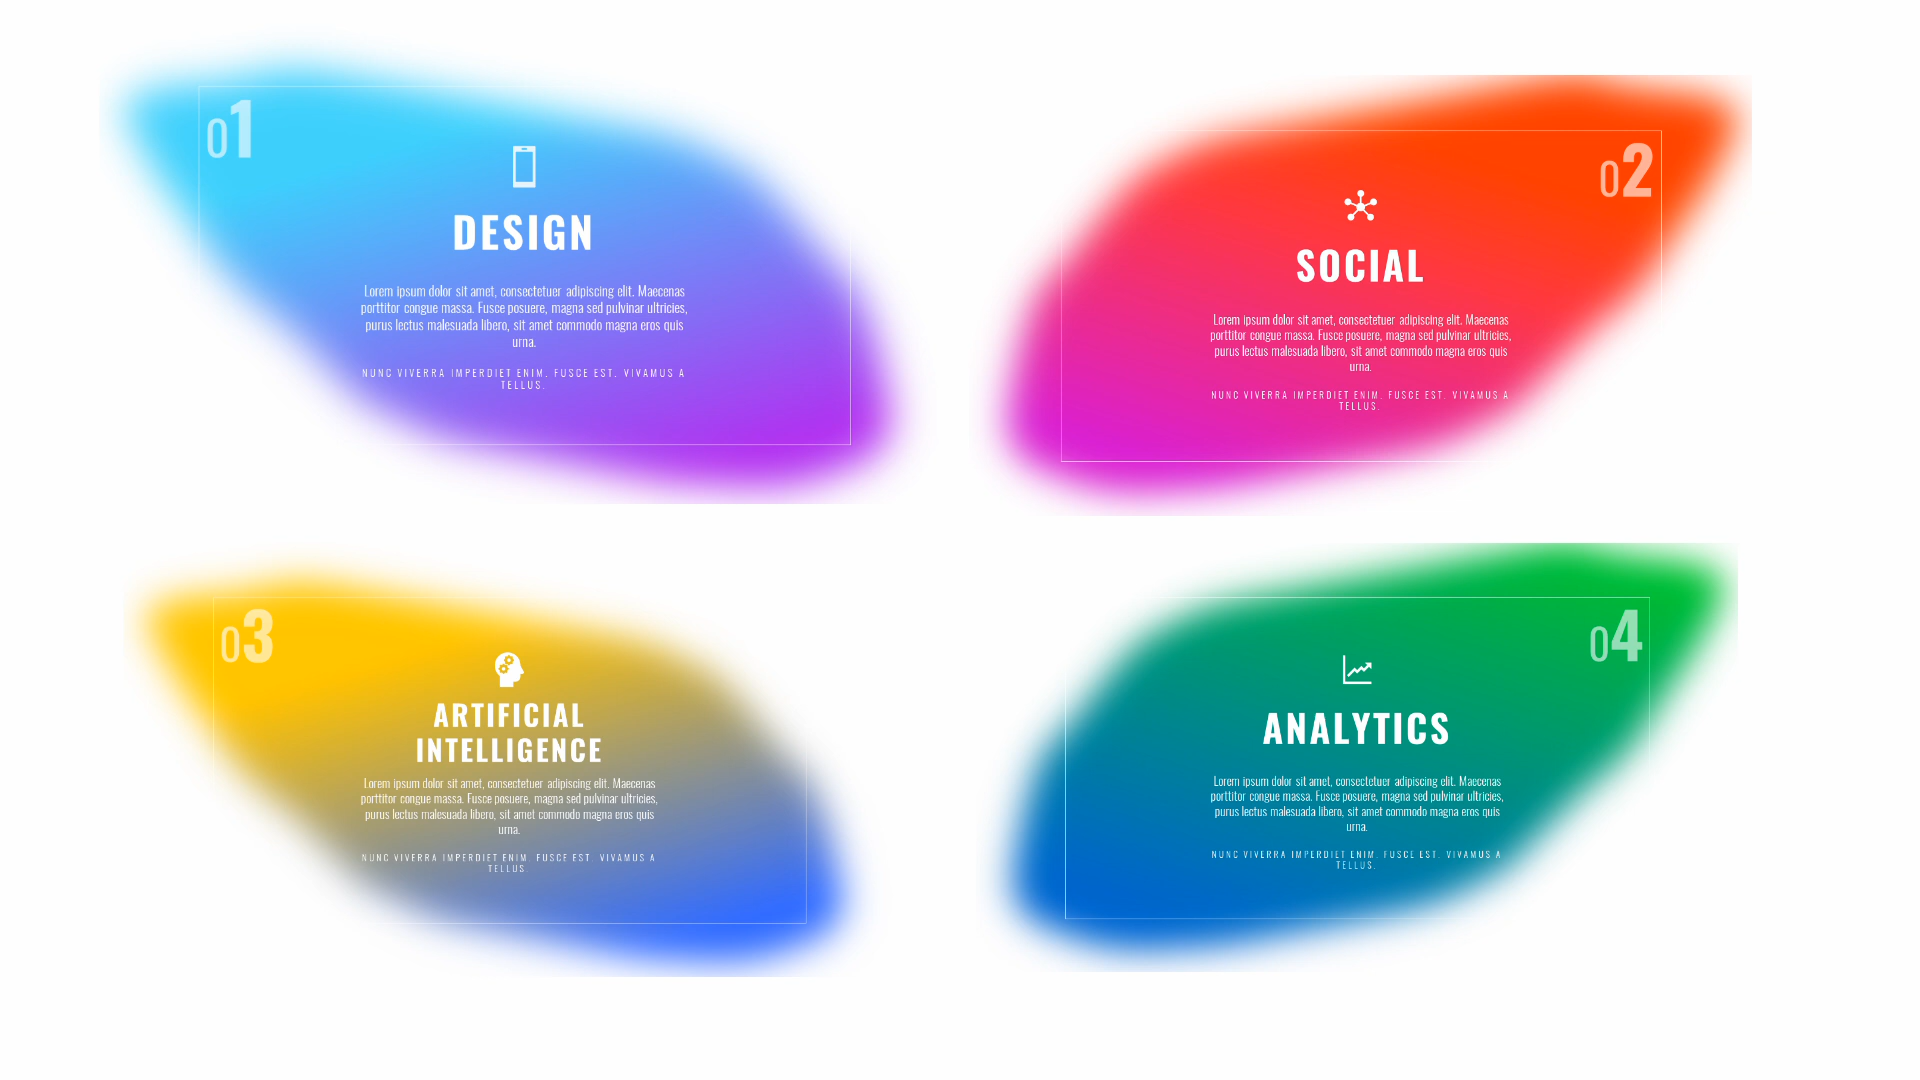 01
DESIGN
Lorem ipsum dolor sit amet, consectetuer adipiscing elit. Maecenas
porttitor congue massa. Fusce posuere, magna sed pulvinar ultricies,
purus lectus malesuada libero, sit amet commodo magna eros quis
urna.
NUNC VIVERRA IMPERDIET ENIM. FUSCE EST. VIVAMUS A
TELLUS.
02
SOCIAL
Lorem ipsum dolor sit amet, consectetuer adipiscing elit. Maecenas
porttitor congue massa. Fusce posuere, magna sed pulvinar ultricies,
purus lectus malesuada libero, sit amet commodo magna eros quis
urna.
NUNC VIVERRA IMPERDIET ENIM. FUSCE EST. VIVAMUS A
TELLUS.
03
ARTIFICIAL
INTELLIGENCE
Lorem ipsum dolor sit amet, consectetuer adipiscing elit. Maecenas
porttitor congue massa. Fusce posuere, magna sed pulvinar ultricies,
purus lectus malesuada libero, sit amet commodo magna eros quis
urna.
NUNC VIVERRA IMPERDIET ENIM. FUSCE EST. VIVAMUS A
TELLUS.
04
ANALYTICS
Lorem ipsum dolor sit amet, consectetuer adipiscing elit. Maecenas
porttitor congue massa. Fusce posuere, magna sed pulvinar ultricies,
purus lectus malesuada libero, sit amet commodo magna eros quis
urna.
NUNC VIVERRA IMPERDIET ENIM. FUSCE EST. VIVAMUS A
TELLUS.